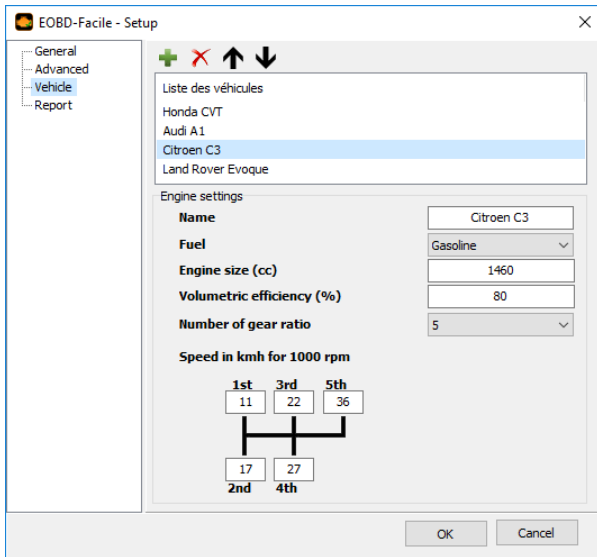 EOBD-Facile - Setup
General
Advanced
Vehicle
Report
Liste des véhicules
Honda CVT
Audi A1
Citroen C3
Land Rover Evoque
Engine settings
Name Citroen C3
Fuel Gasoline
Engine size (cc) 1460
Volumetric efficiency (%) 80
Number of gear ratio 5
Speed in kmh for 1000 rpm
1st 3rd 5th
11 22 36
17 27
2nd 4th
OK Cancel